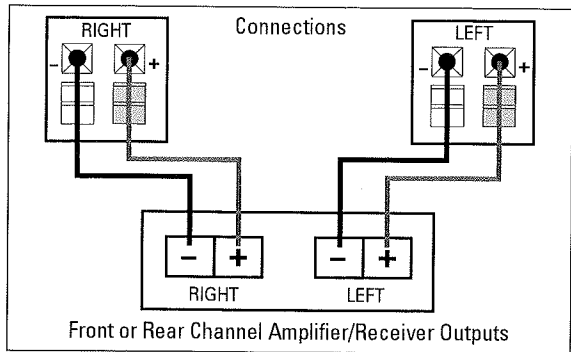 Connections
RIGHT
LEFT
- +
- +
- +
- +
RIGHT
LEFT
Front or Rear Channel Amplifier/Receiver Outputs